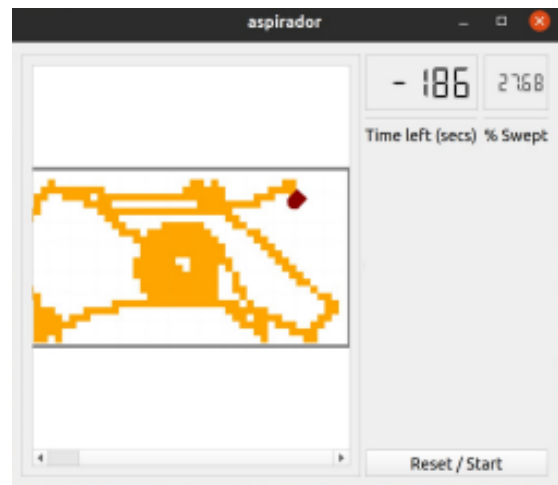 aspirador
- 186 27.68
Time left (secs) % Swept
Reset / Start